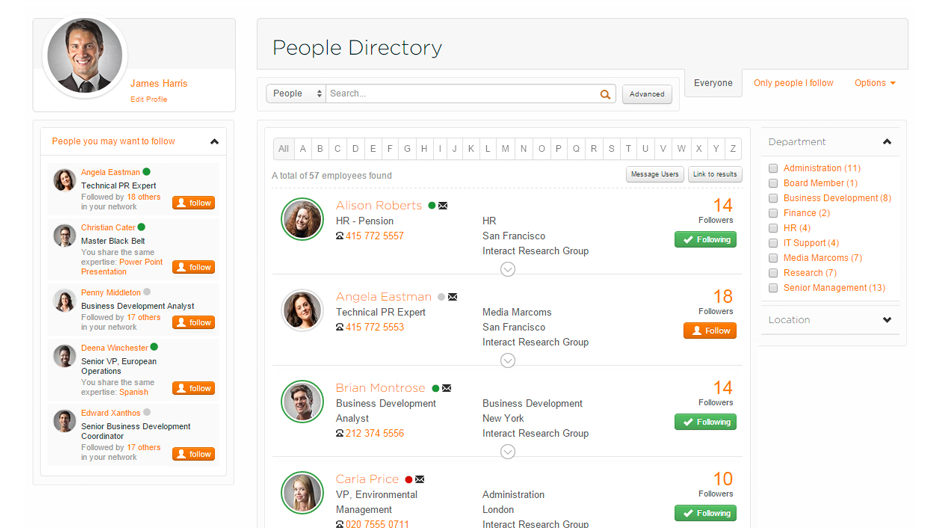 James Harris
Edit Profile
People you may want to follow
Angela Eastman
Technical PR Expert
Followed by 18 others
in your network
follow
Christian Cater
Master Black Belt
You share the same
expertise: Power Point
Presentation
follow
Penny Middleton
Business Development Analyst
Followed by 17 others
in your network
follow
Deena Winchester
Senior VP, European
Operations
You share the same
expertise: Spanish
follow
Edward Xanthos
Senior Business Development
Coordinator
Followed by 17 others
in your network
follow
People Directory
People Search... Advanced
Everyone Only people I follow Options
All A B C D E F G H I J K L M N O P Q R S T U V W X Y Z
A total of 57 employees found Message Users Link to results
Alison Roberts
HR - Pension
415 772 5557
HR
San Francisco
Interact Research Group
14
Followers
Following
Angela Eastman
Technical PR Expert
415 772 5553
Media Marcoms
San Francisco
Interact Research Group
18
Followers
Follow
Brian Montrose
Business Development
Analyst
212 374 5556
Business Development
New York
Interact Research Group
14
Followers
Following
Carla Price
VP, Environmental
Management
020 7555 0711
Administration
London
Interact Research Group
10
Followers
Following
Department
Administration (11)
Board Member (1)
Business Development (8)
Finance (2)
HR (4)
IT Support (4)
Media Marcoms (7)
Research (7)
Senior Management (13)
Location